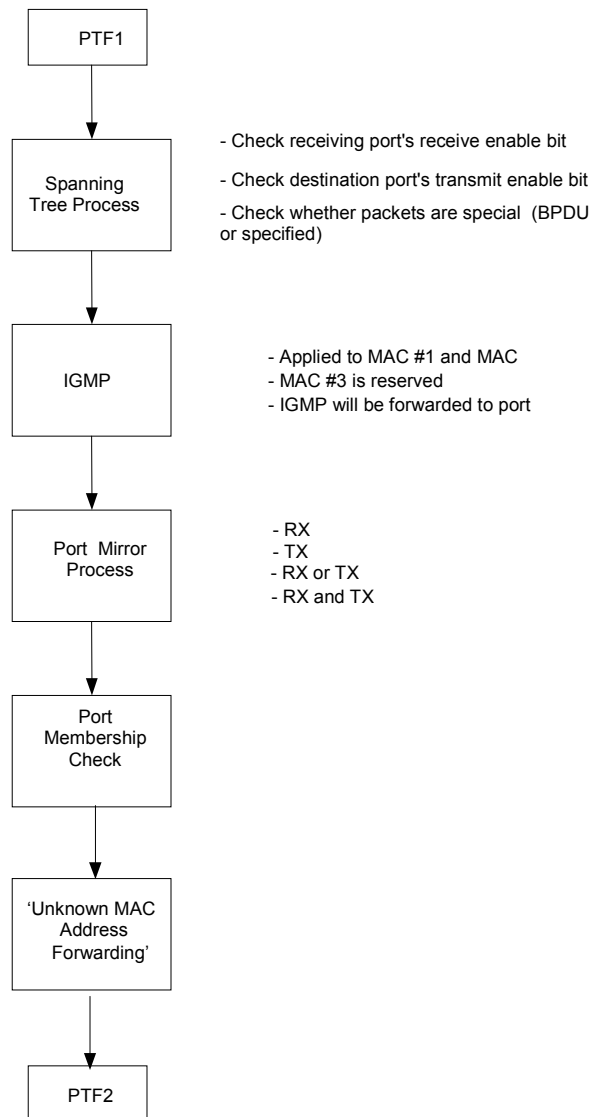 PTF1
Spanning
Tree Process
- Check receiving port's receive enable bit
- Check destination port's transmit enable bit
- Check whether packets are special (BPDU
or specified)
IGMP
- Applied to MAC #1 and MAC
- MAC #3 is reserved
- IGMP will be forwarded to port
Port Mirror
Process
- RX
- TX
- RX or TX
- RX and TX
Port
Membership
Check
‘Unknown MAC
Address
Forwarding’
PTF2